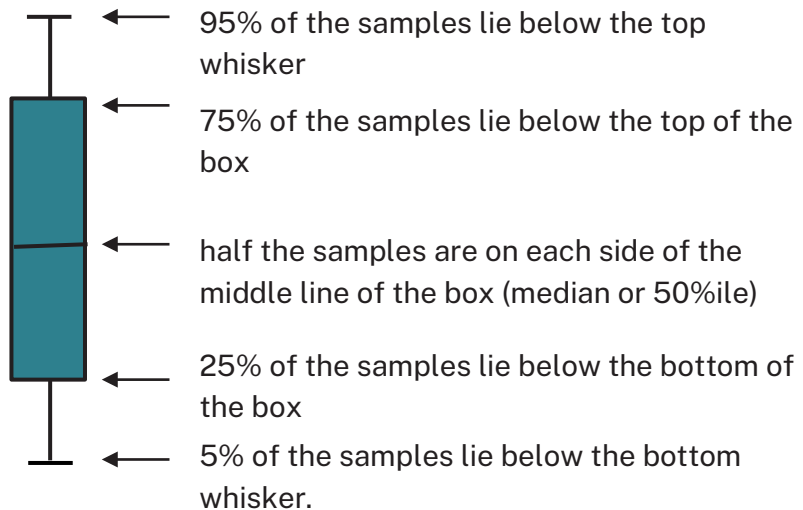 95% of the samples lie below the top
whisker
75% of the samples lie below the top of the
box
half the samples are on each side of the
middle line of the box (median or 50%ile)
25% of the samples lie below the bottom of
the box
5% of the samples lie below the bottom
whisker.